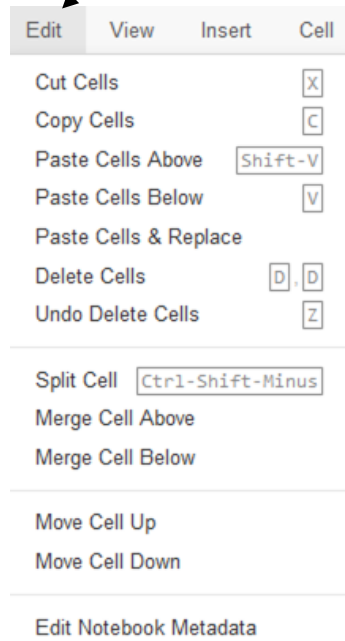 Edit View Insert Cell
Cut Cells X
Copy Cells C
Paste Cells Above Shift-V
Paste Cells Below V
Paste Cells & Replace
Delete Cells D,D
Undo Delete Cells Z
Split Cell Ctrl-Shift-Minus
Merge Cell Above
Merge Cell Below
Move Cell Up
Move Cell Down
Edit Notebook Metadata